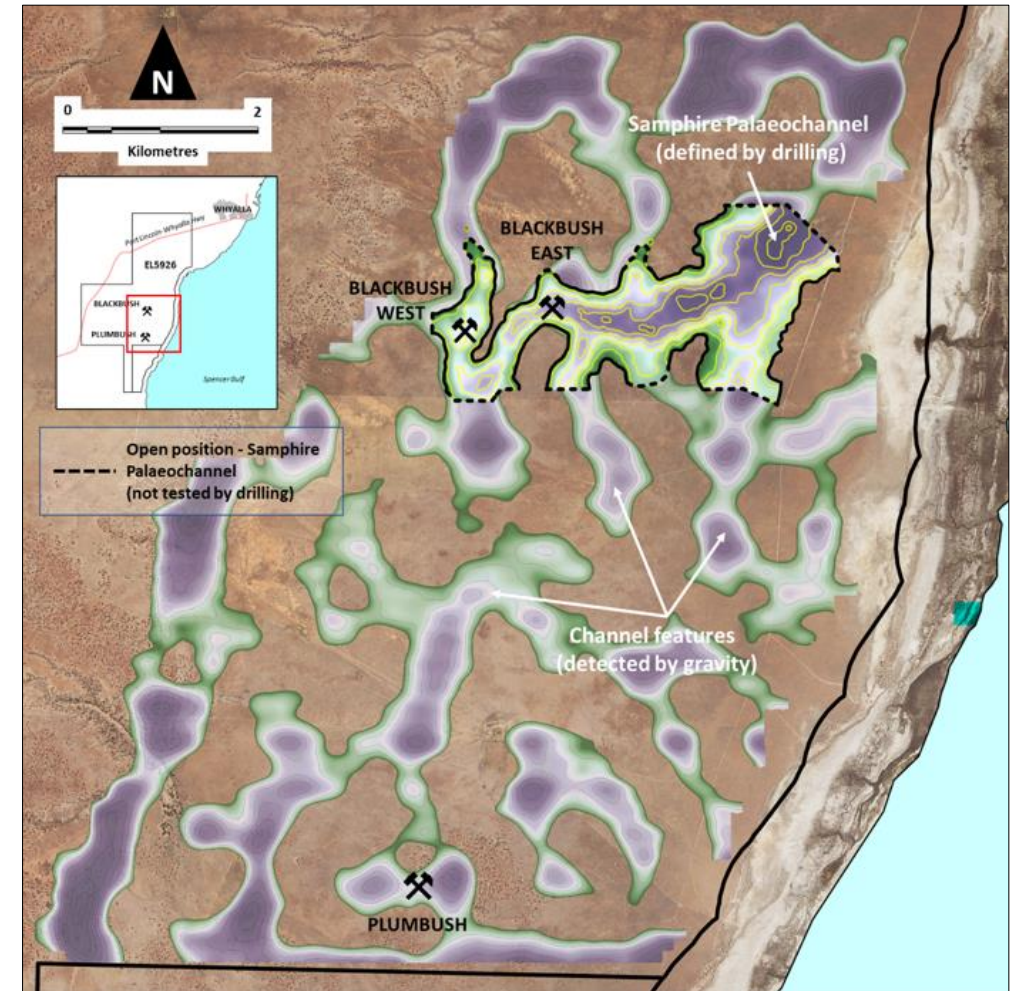 N
0 2
Kilometres
WHYALLA
Port Lincoln-Whyalla Hwy
EL5926
BLACKBUSH
PLUMBUSH
Spencer Gulf
Samphire Palaeochannel
(defined by drilling)
BLACKBUSH
EAST
BLACKBUSH
WEST
Open position - Samphire
Palaeochannel
(not tested by drilling)
Channel features
(detected by gravity)
PLUMBUSH